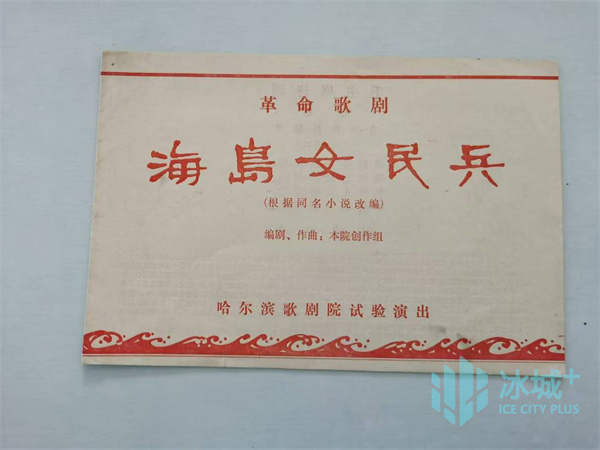 革命歌剧
海島女民兵
(根据同名小说改编)
编剧、作曲：本院创作组
哈尔滨歌剧院试验演出
冰城+
ICE CITY PLUS